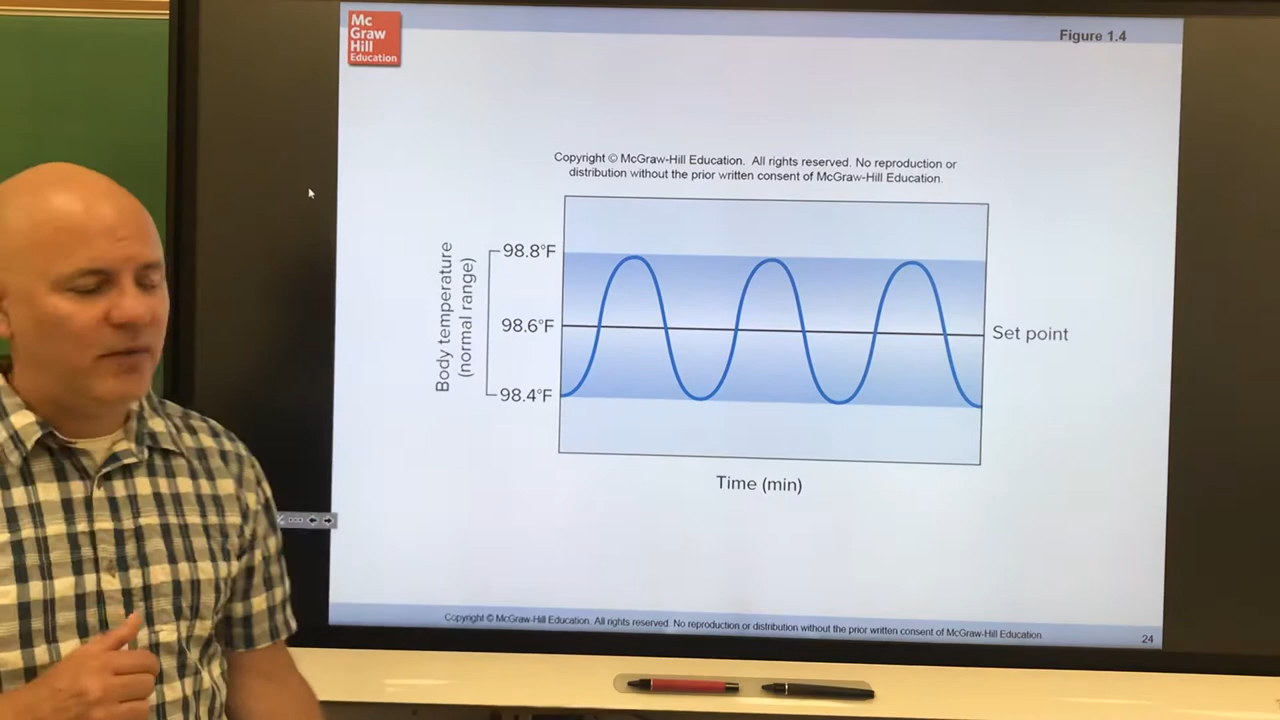 Mc
Graw
Hill
Education
Figure 1.4
Copyright © McGraw-Hill Education. All rights reserved. No reproduction or
distribution without the prior written consent of McGraw-Hill Education.
Body temperature
(normal range)
98.8°F
98.6°F
98.4°F
Set point
Time (min)
Copyright © McGraw-Hill Education. All rights reserved. No reproduction or distribution without the prior written consent of McGraw-Hill Education
24